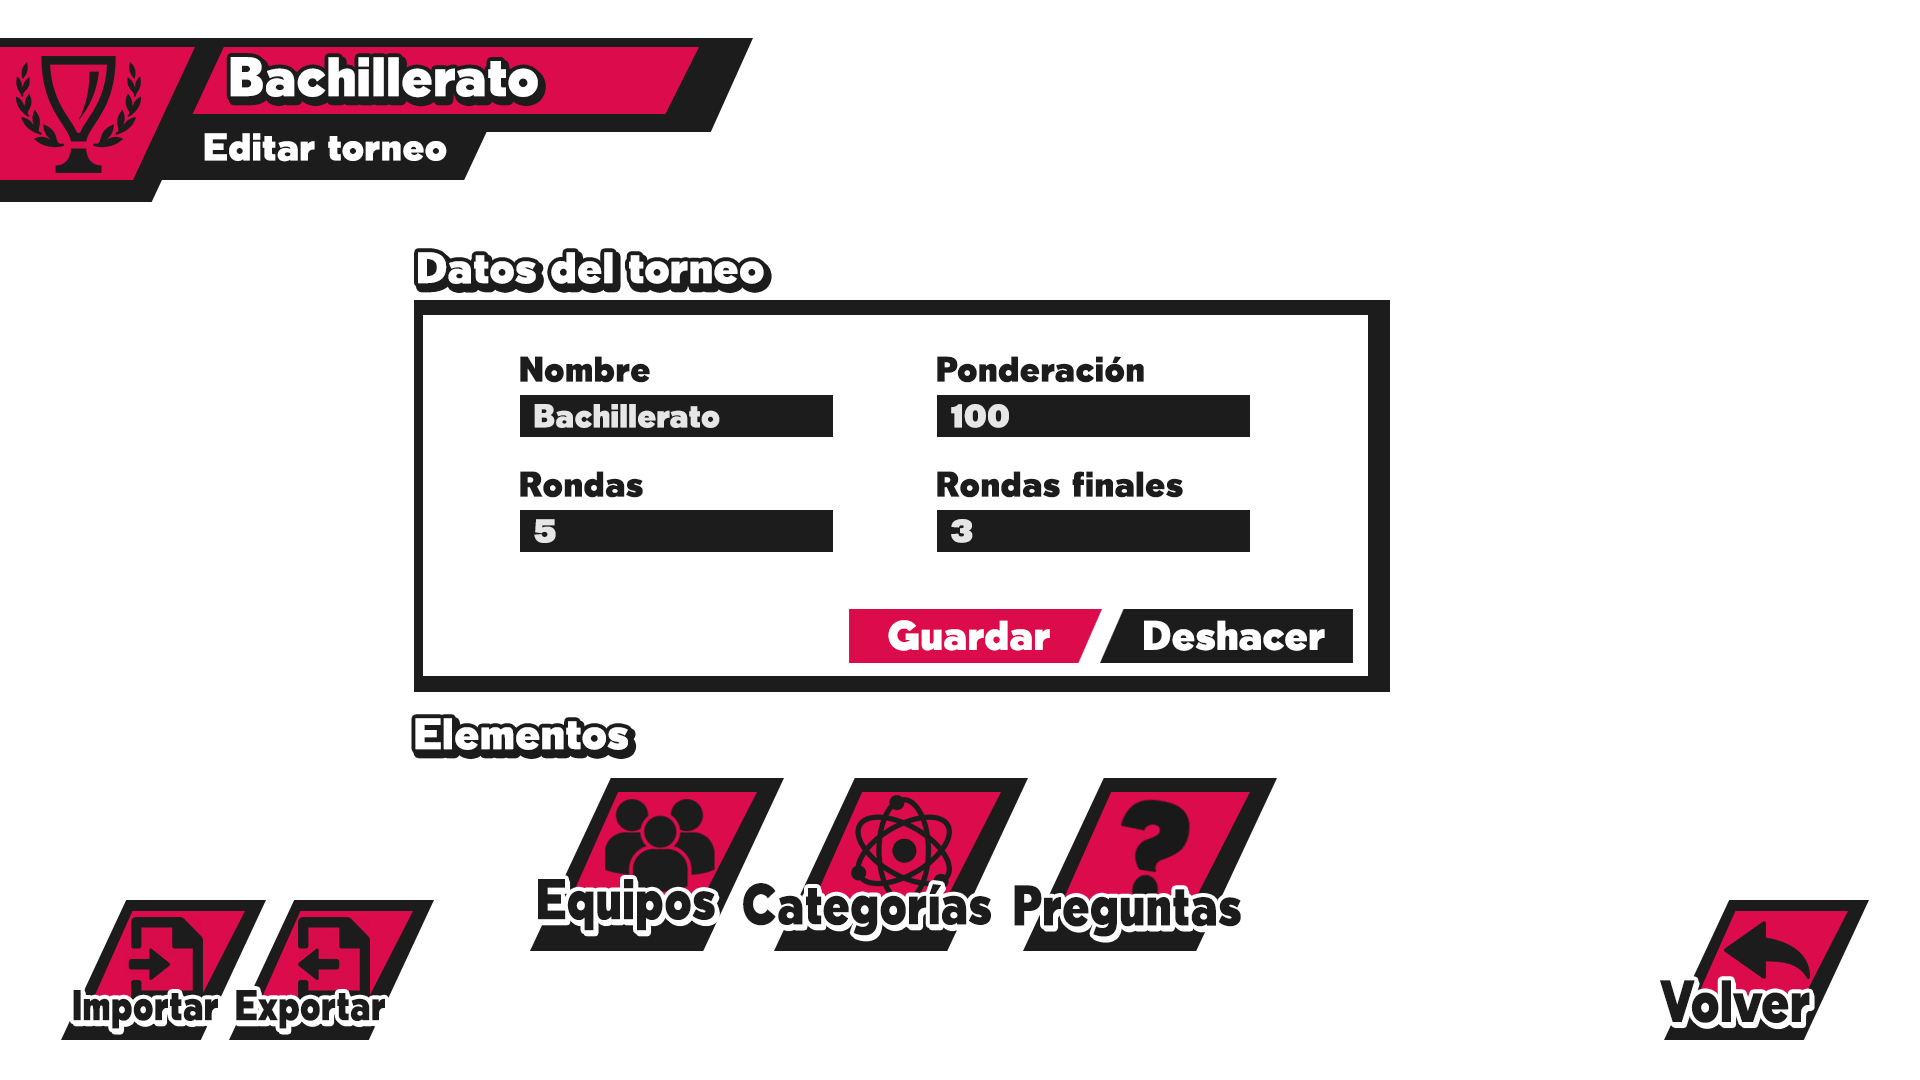 Bachillerato
Editar torneo
Datos del torneo
Nombre
Bachillerato
Ponderación
100
Rondas
5
Rondas finales
3
Guardar
Deshacer
Elementos
Equipos
Categorías
Preguntas
Importar
Exportar
Volver